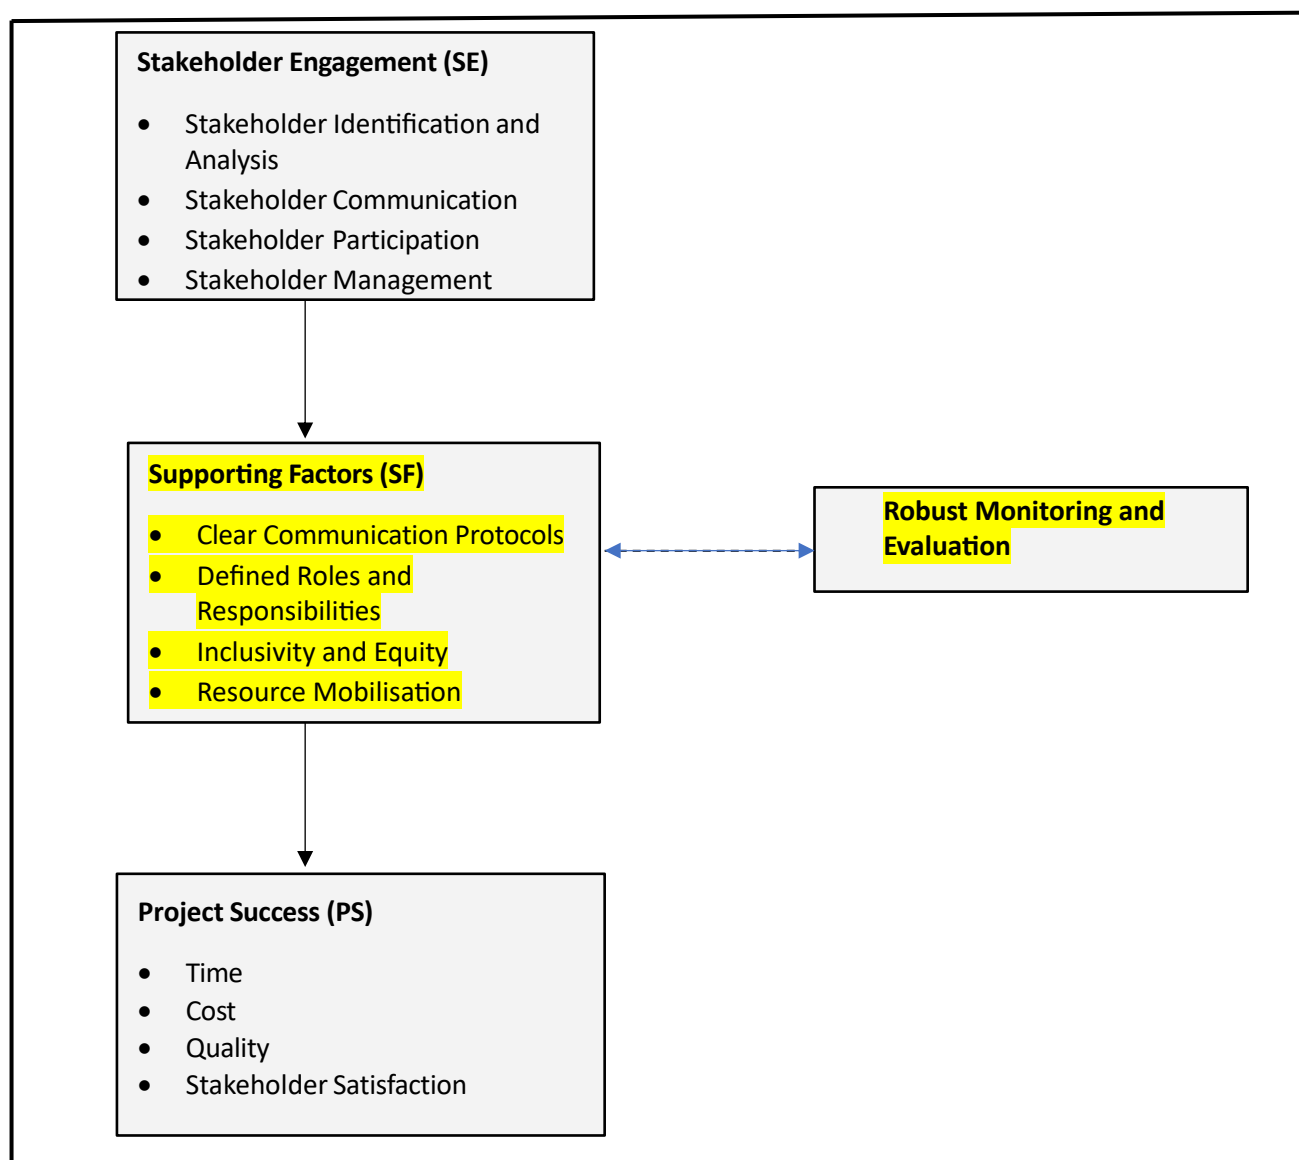 Stakeholder Engagement (SE)
• Stakeholder Identification and
Analysis
• Stakeholder Communication
• Stakeholder Participation
• Stakeholder Management
Supporting Factors (SF)
• Clear Communication Protocols
• Defined Roles and
Responsibilities
• Inclusivity and Equity
• Resource Mobilisation
Robust Monitoring and
Evaluation
Project Success (PS)
• Time
• Cost
• Quality
• Stakeholder Satisfaction